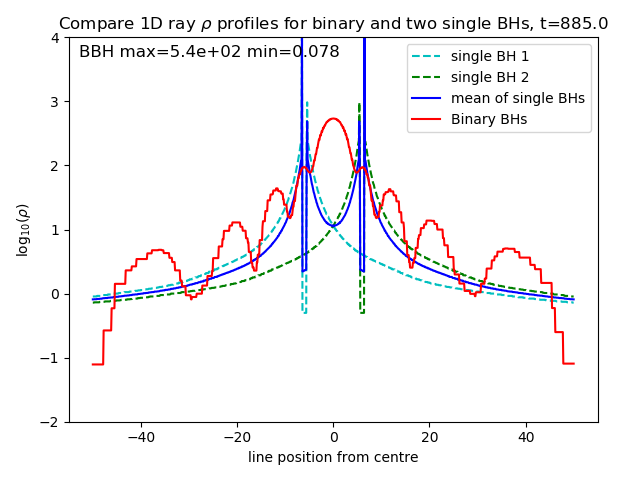 Compare 1D ray ρ profiles for binary and two single BHs, t=885.0
BBH max=5.4e+02 min=0.078
single BH 1
single BH 2
mean of single BHs
Binary BHs
4
3
2
1
0
−1
−2
log₁₀(ρ)
−40 −20 0 20 40
line position from centre